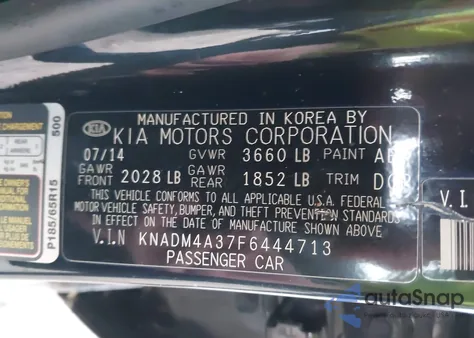 MANUFACTURED IN KOREA BY
KIA KIA MOTORS CORPORATION
07/14 GVWR 3660 LB PAINT
GAWR FRONT 2028 LB GAWR REAR 1852 LB TRIM
THIS VEHICLE CONFORMS TO ALL APPLICABLE U.S.A. FEDERAL
MOTOR VEHICLE SAFETY, BUMPER, AND THEFT PREVENTION STANDARDS
IN EFFECT ON THE DATE OF MANUFACTURE SHOWN ABOVE
V.I.N KNADM4A37F6444713
PASSENGER CAR
P185/65R15
500
V.I
autoSnap